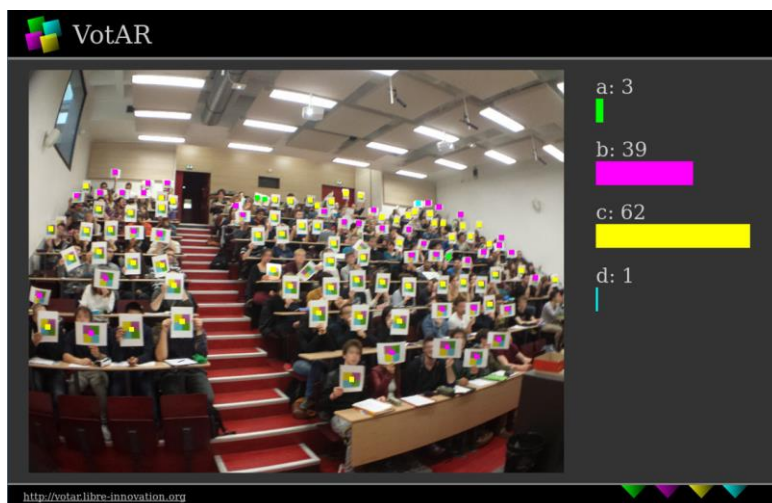 VotAR
a: 3
b: 39
c: 62
d: 1
http://votar.libre-innovation.org